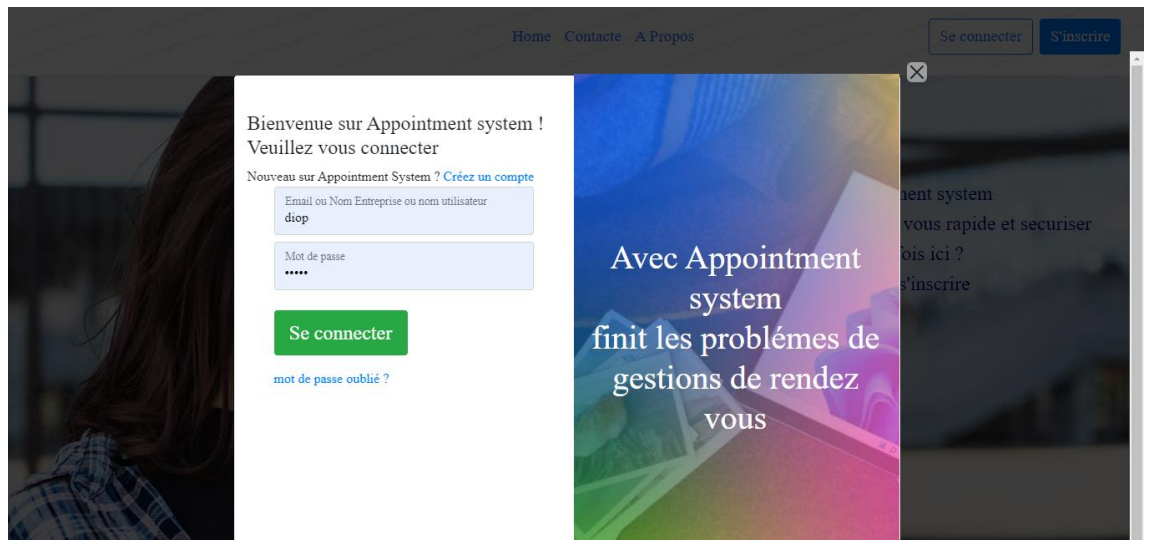 Home Contacte A Propos
Se connecter
S'inscrire
Bienvenue sur Appointment system !
Veuillez vous connecter
Nouveau sur Appointment System ? Créez un compte
Email ou Nom Entreprise ou nom utilisateur
diop
Mot de passe
•••••
Se connecter
mot de passe oublié ?
Avec Appointment
system
finit les problémes de
gestions de rendez
vous
system
vous rapide et securiser
ici ?
s'inscrire